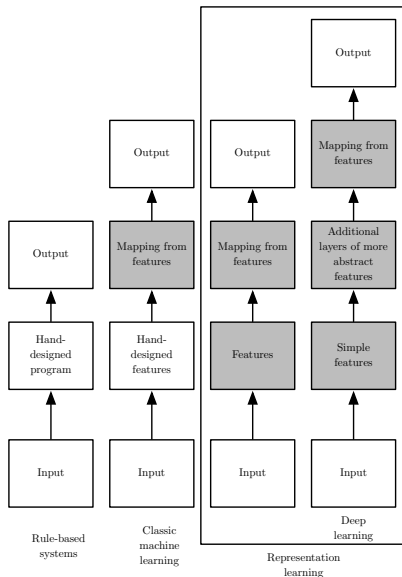 Output
Output
Mapping from
features
Output
Output
Mapping from
features
Mapping from
features
Additional
layers of more
abstract
features
Hand-
designed
program
Hand-
designed
features
Features
Simple
features
Input
Input
Input
Input
Rule-based
systems
Classic
machine
learning
Deep
learning
Representation
learning